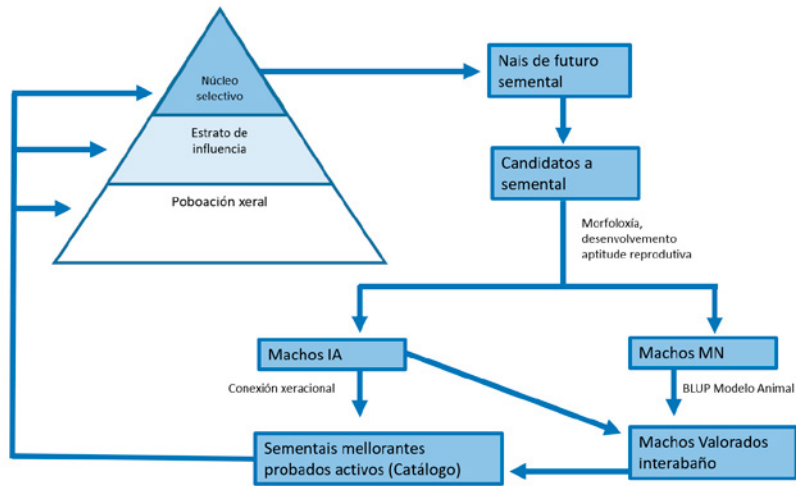 Núcleo
selectivo
Estrato de
influencia
Poboación xeral
Nais de futuro
semental
Candidatos a
semental
Morfoloxía,
desenvolvemento
aptitude reprodutiva
Machos IA
Machos MN
Conexión xeracional
BLUP Modelo Animal
Sementais mellorantes
probados activos (Catálogo)
Machos Valorados
interabaño